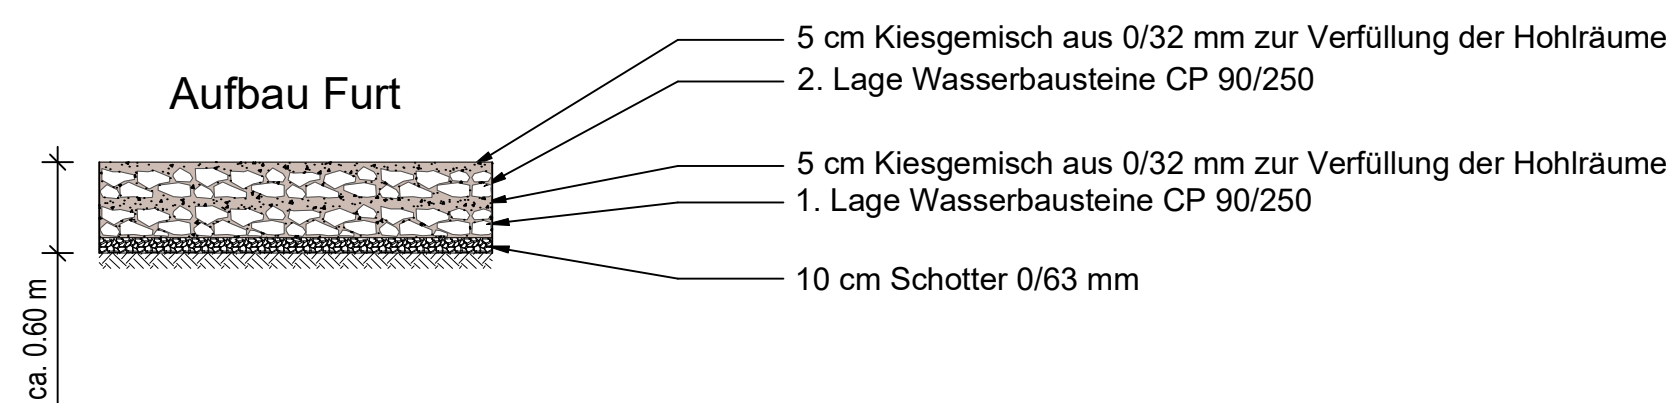 5 cm Kiesgemisch aus 0/32 mm zur Verfüllung der Hohlräume
2. Lage Wasserbausteine CP 90/250
Aufbau Furt
5 cm Kiesgemisch aus 0/32 mm zur Verfüllung der Hohlräume
1. Lage Wasserbausteine CP 90/250
10 cm Schotter 0/63 mm
ca. 0.60 m